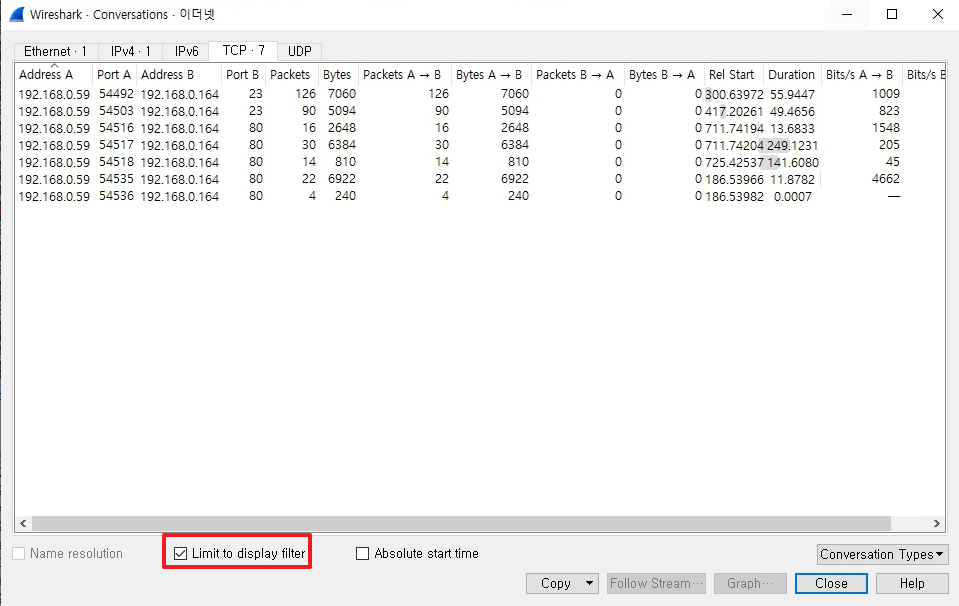 Wireshark · Conversations · 이더넷
Ethernet · 1 IPv4 · 1 IPv6 TCP · 7 UDP
Address A Port A Address B Port B Packets Bytes Packets A → B Bytes A → B Packets B → A Bytes B → A Rel Start Duration Bits/s A → B Bits/s B
192.168.0.59 54492 192.168.0.164 23 126 7060 126 7060 0 0 300.63972 55.9447 1009
192.168.0.59 54503 192.168.0.164 23 90 5094 90 5094 0 0 417.20261 49.4656 823
192.168.0.59 54516 192.168.0.164 80 16 2648 16 2648 0 0 711.74194 13.6833 1548
192.168.0.59 54517 192.168.0.164 80 30 6384 30 6384 0 0 711.74204 249.1231 205
192.168.0.59 54518 192.168.0.164 80 14 810 14 810 0 0 725.42537 141.6080 45
192.168.0.59 54535 192.168.0.164 80 22 6922 22 6922 0 0 186.53966 11.8782 4662
192.168.0.59 54536 192.168.0.164 80 4 240 4 240 0 0 186.53982 0.0007 —
Name resolution Limit to display filter Absolute start time
Conversation Types
Copy Follow Stream··· Graph··· Close Help